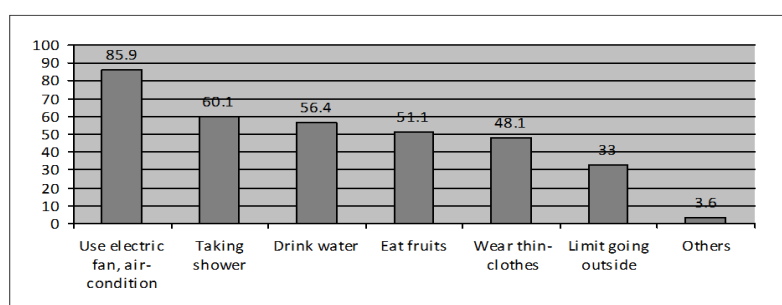 100
90
80
70
60
50
40
30
20
10
0
85.9
60.1
56.4
51.1
48.1
33
3.6
Use electric
fan, air-
condition
Taking
shower
Drink water
Eat fruits
Wear thin-
clothes
Limit going
outside
Others